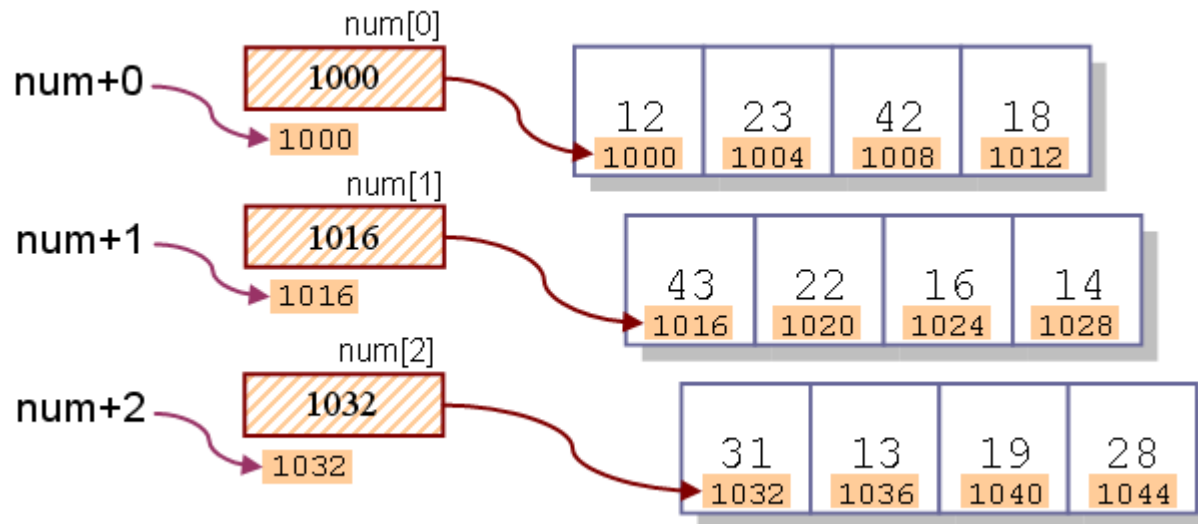 num[0]
num+0 1000
1000
12 23 42 18
1000 1004 1008 1012
num[1]
num+1 1016
1016
43 22 16 14
1016 1020 1024 1028
num[2]
num+2 1032
1032
31 13 19 28
1032 1036 1040 1044